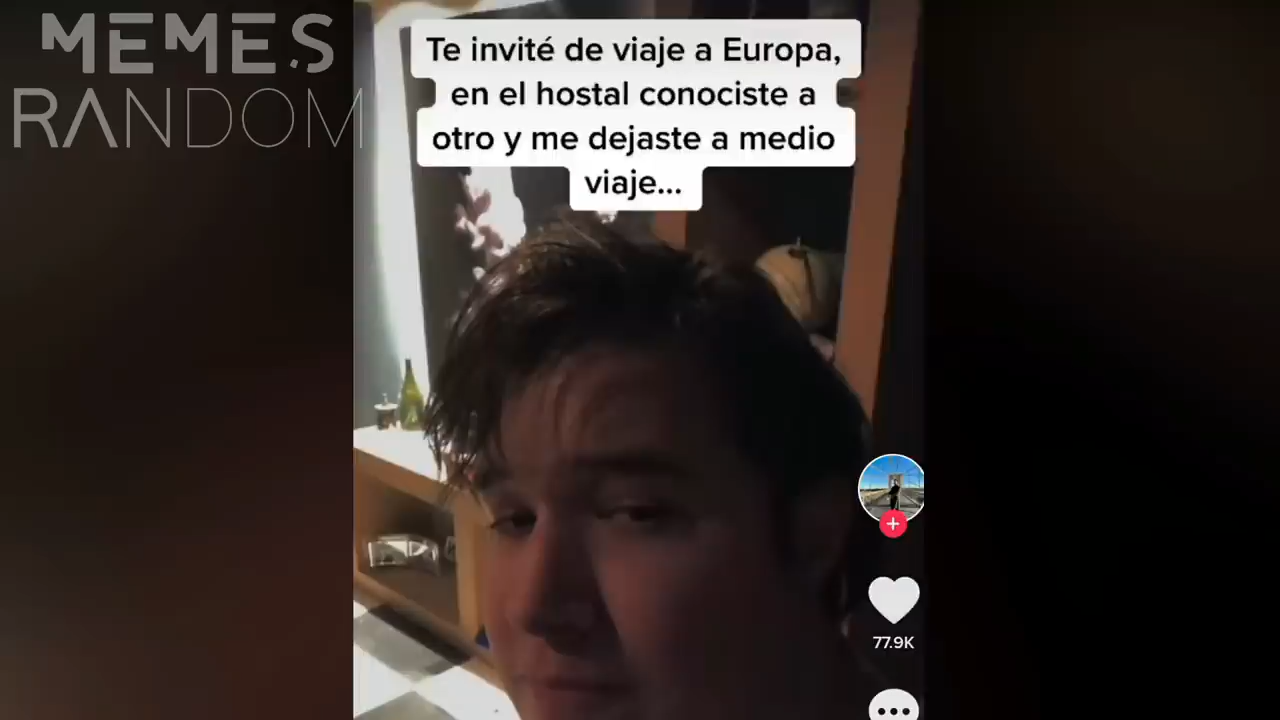 MEMES
RANDOM
Te invité de viaje a Europa,
en el hostal conociste a
otro y me dejaste a medio
viaje...
77.9K